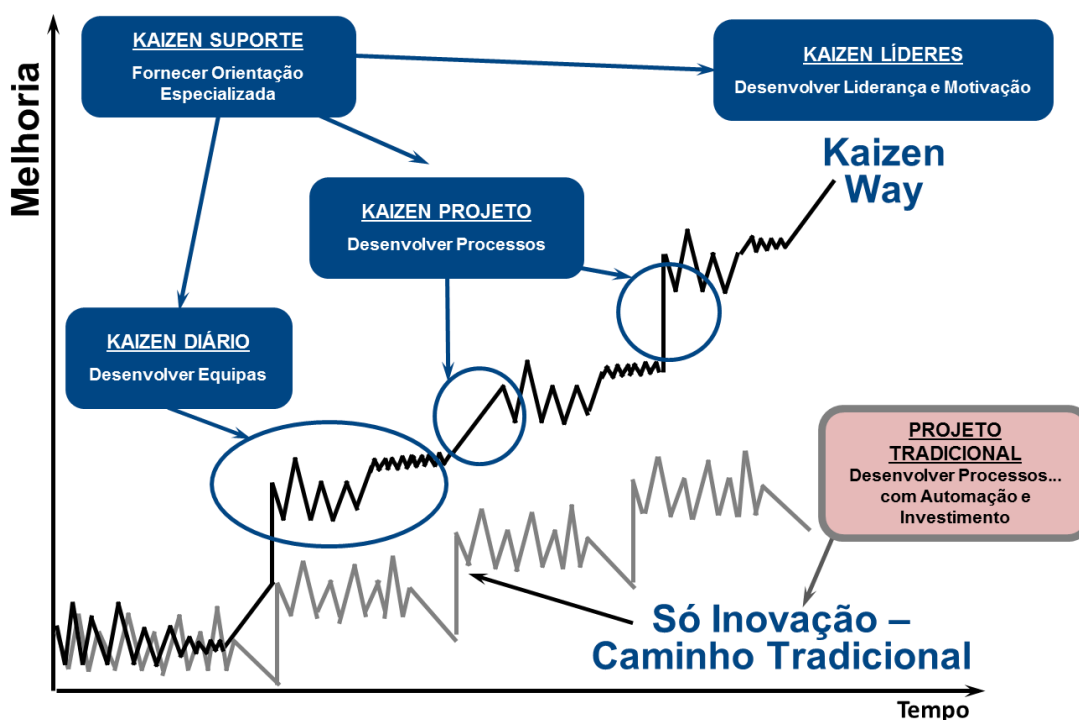 KAIZEN SUPORTE
Fornecer Orientação
Especializada
KAIZEN LÍDERES
Desenvolver Liderança e Motivação
Melhoria
Kaizen
Way
KAIZEN PROJETO
Desenvolver Processos
KAIZEN DIÁRIO
Desenvolver Equipas
PROJETO
TRADICIONAL
Desenvolver Processos...
com Automação e
Investimento
Só Inovação –
Caminho Tradicional
Tempo